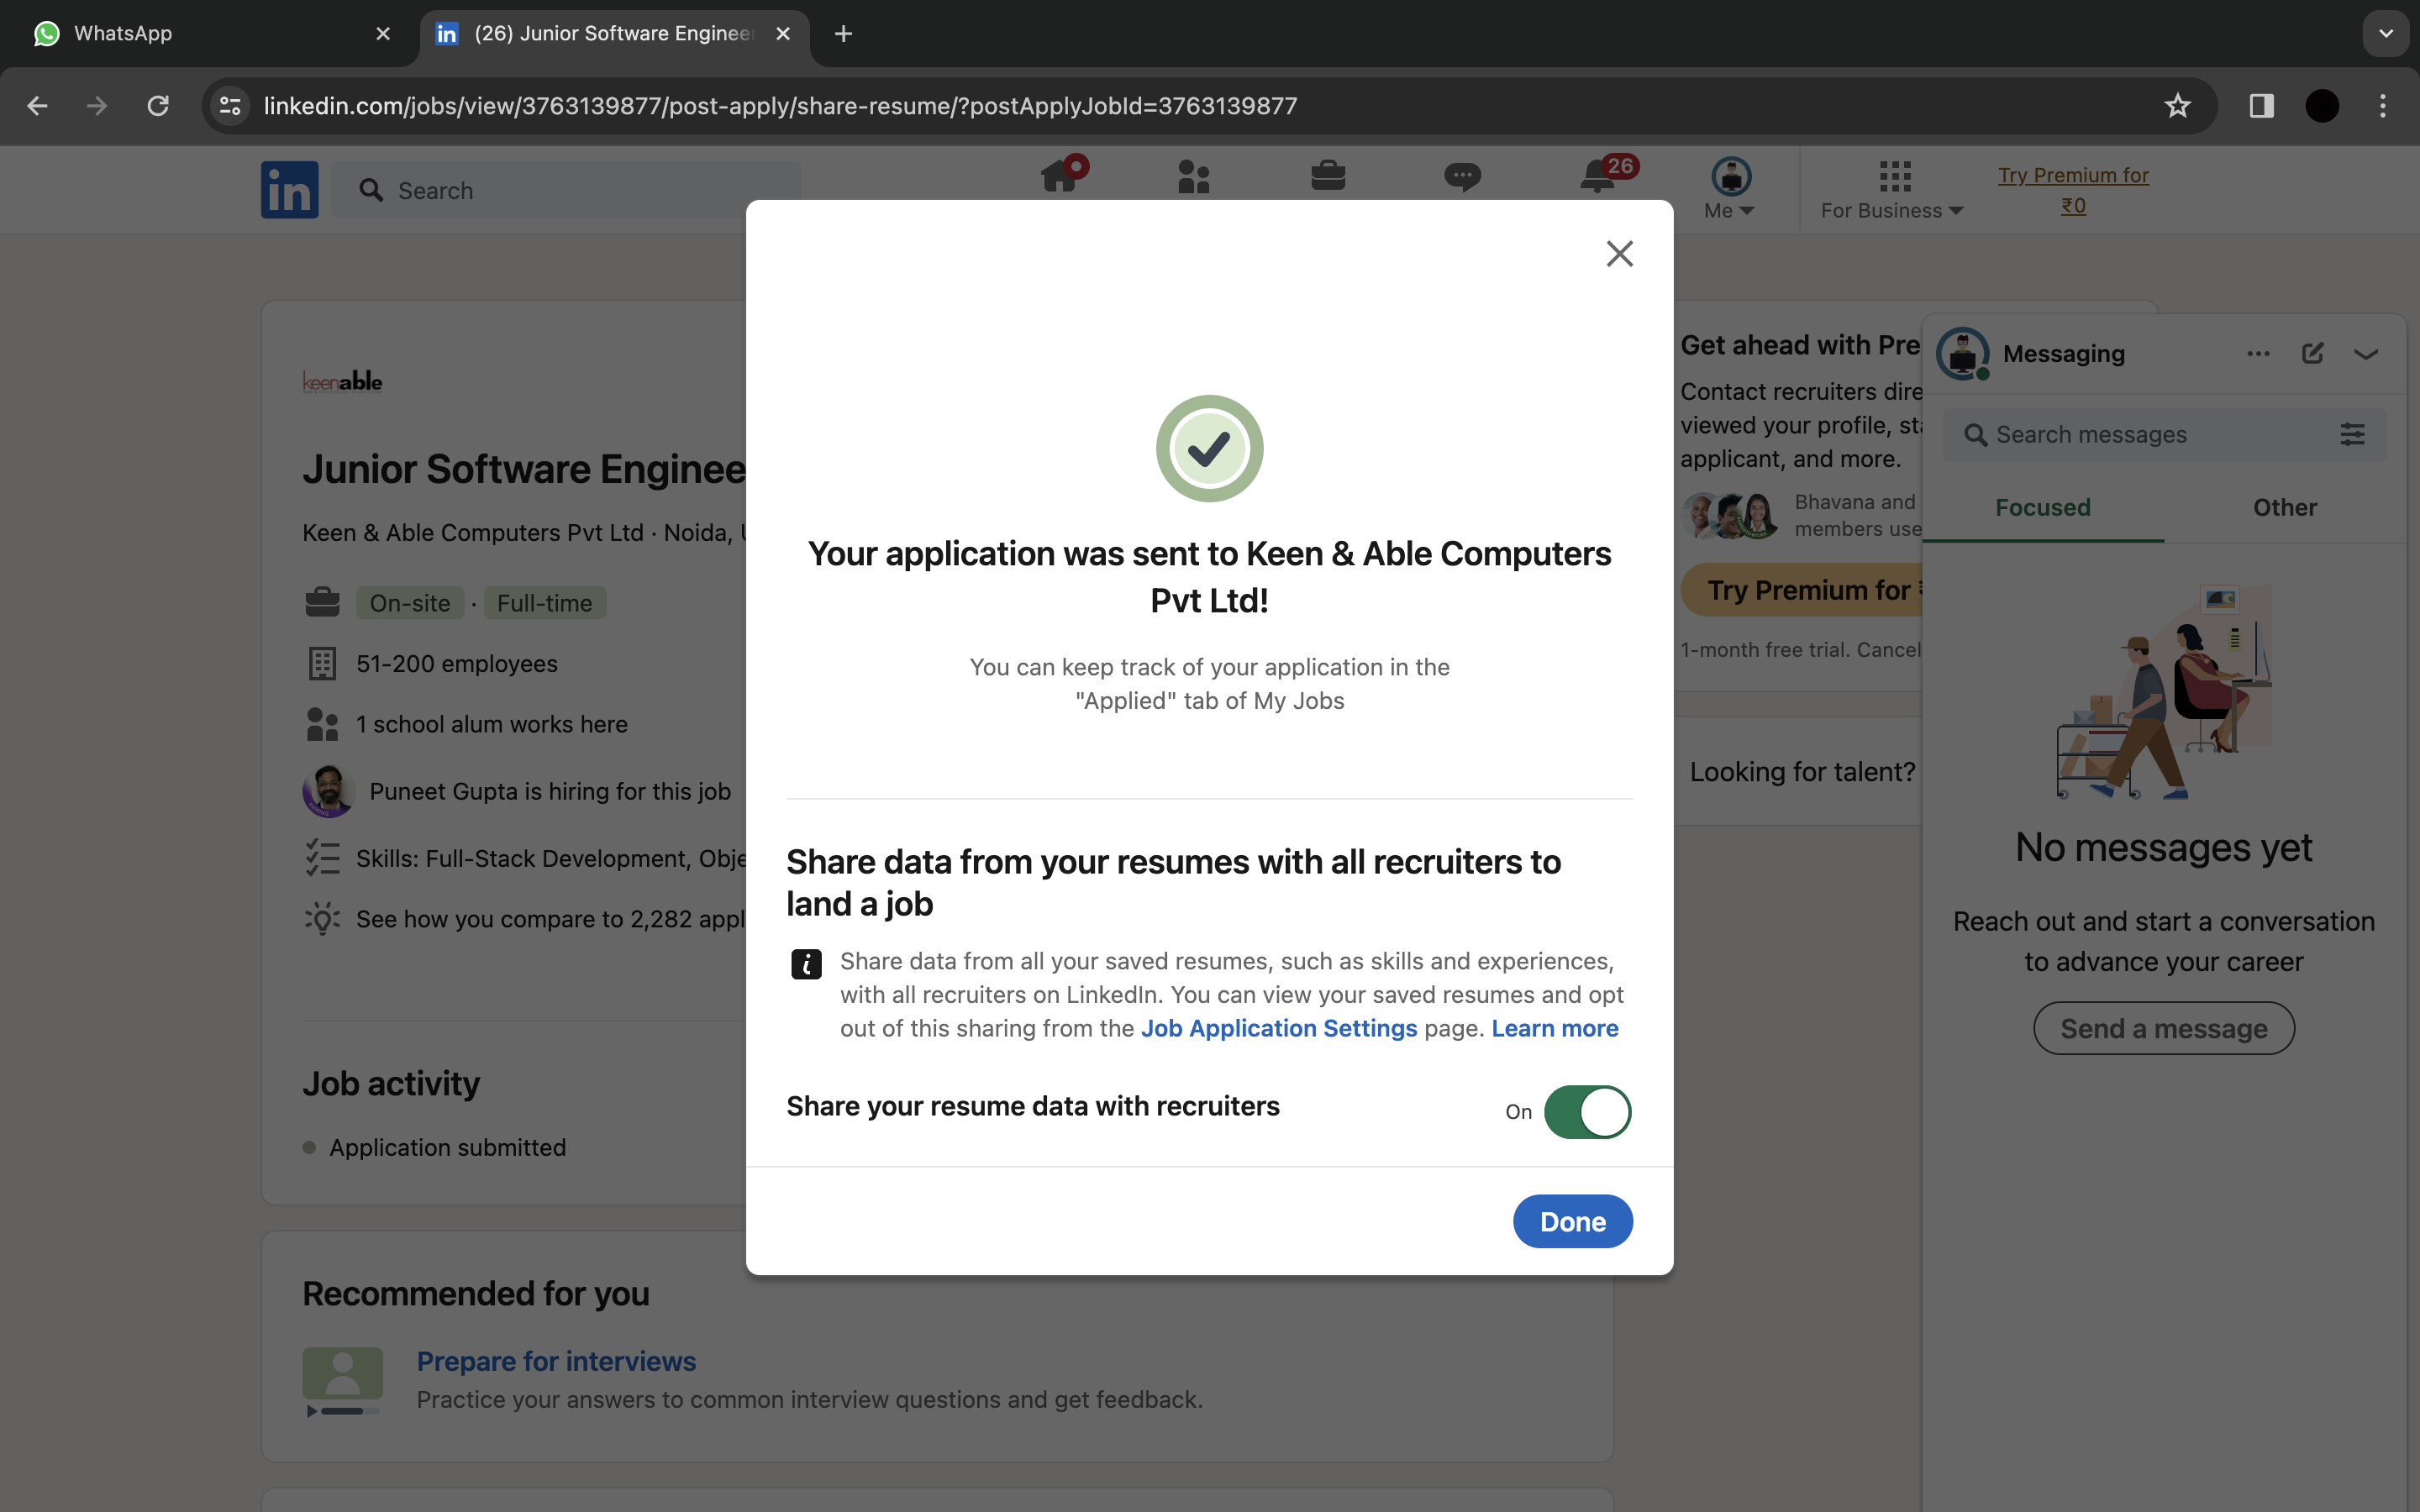 WhatsApp
(26) Junior Software Enginee
linkedin.com/jobs/view/3763139877/post-apply/share-resume/?postApplyJobId=3763139877
in
Search
26
Me
For Business
Try Premium for
₹0
keenable
Junior Software Enginee
Keen & Able Computers Pvt Ltd · Noida, U
On-site · Full-time
51-200 employees
1 school alum works here
Puneet Gupta is hiring for this job
Skills: Full-Stack Development, Obje
See how you compare to 2,282 appl
Job activity
Application submitted
Recommended for you
Prepare for interviews
Practice your answers to common interview questions and get feedback.
Your application was sent to Keen & Able Computers
Pvt Ltd!
You can keep track of your application in the
"Applied" tab of My Jobs
Share data from your resumes with all recruiters to
land a job
Share data from all your saved resumes, such as skills and experiences,
with all recruiters on LinkedIn. You can view your saved resumes and opt
out of this sharing from the Job Application Settings page. Learn more
Share your resume data with recruiters
On
Done
Get ahead with Pre
Contact recruiters dire
viewed your profile, sta
applicant, and more.
Bhavana and
members use
Try Premium for
1-month free trial. Cancel
Looking for talent?
Messaging
Search messages
Focused
Other
No messages yet
Reach out and start a conversation
to advance your career
Send a message